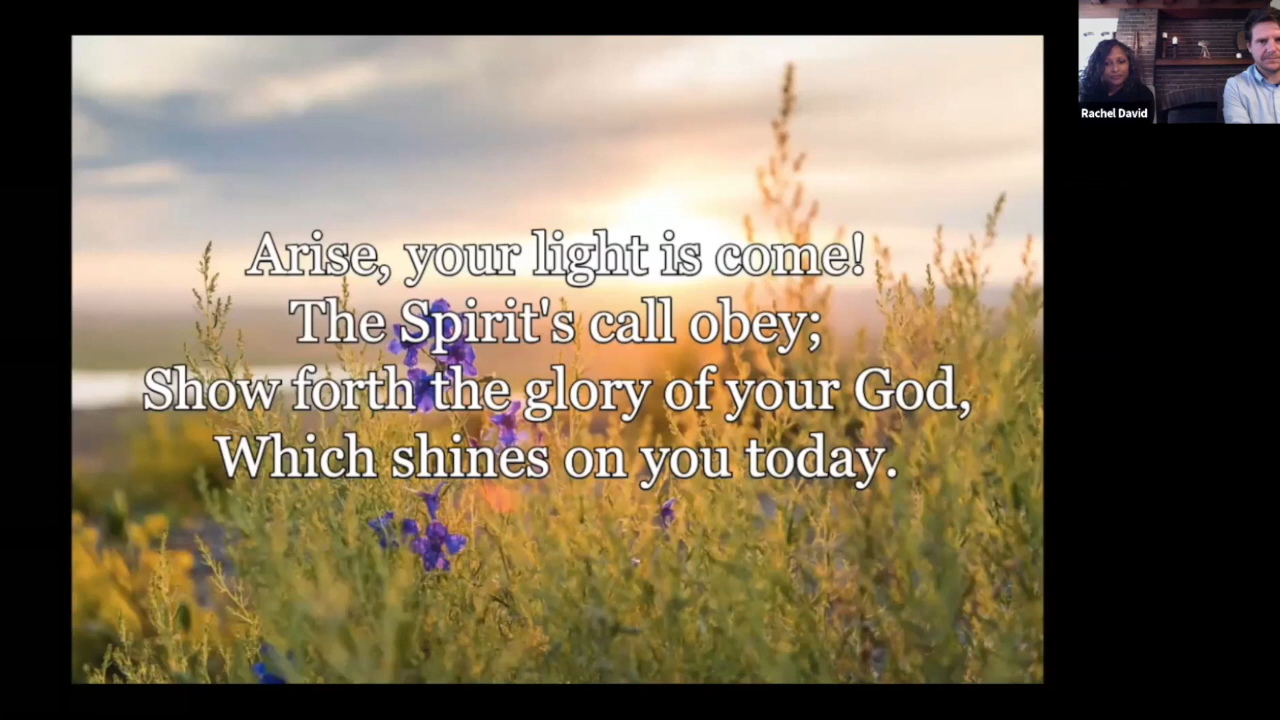 Arise, your light is come!
The Spirit's call obey;
Show forth the glory of your God,
Which shines on you today.
Rachel David